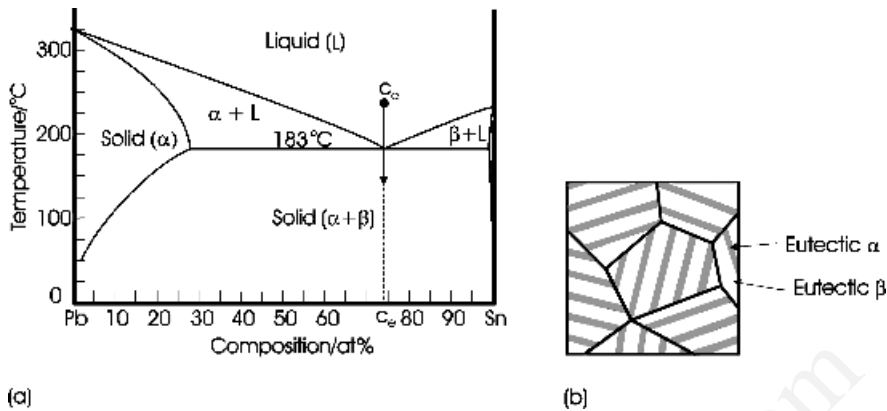 Temperature/°C
300
200
100
0
Liquid (L)
Cₑ
α + L
183°C
β+L
Solid (α)
Solid (α+β)
Pb 10 20 30 40 50 60 cₑ 80 90 Sn
Composition/at%
Eutectic α
Eutectic β
(a)
(b)
om